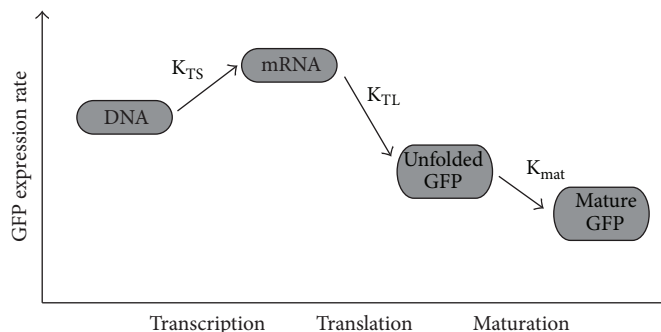 GFP expression rate
DNA
K_TS
mRNA
K_TL
Unfolded
GFP
K_mat
Mature
GFP
Transcription
Translation
Maturation